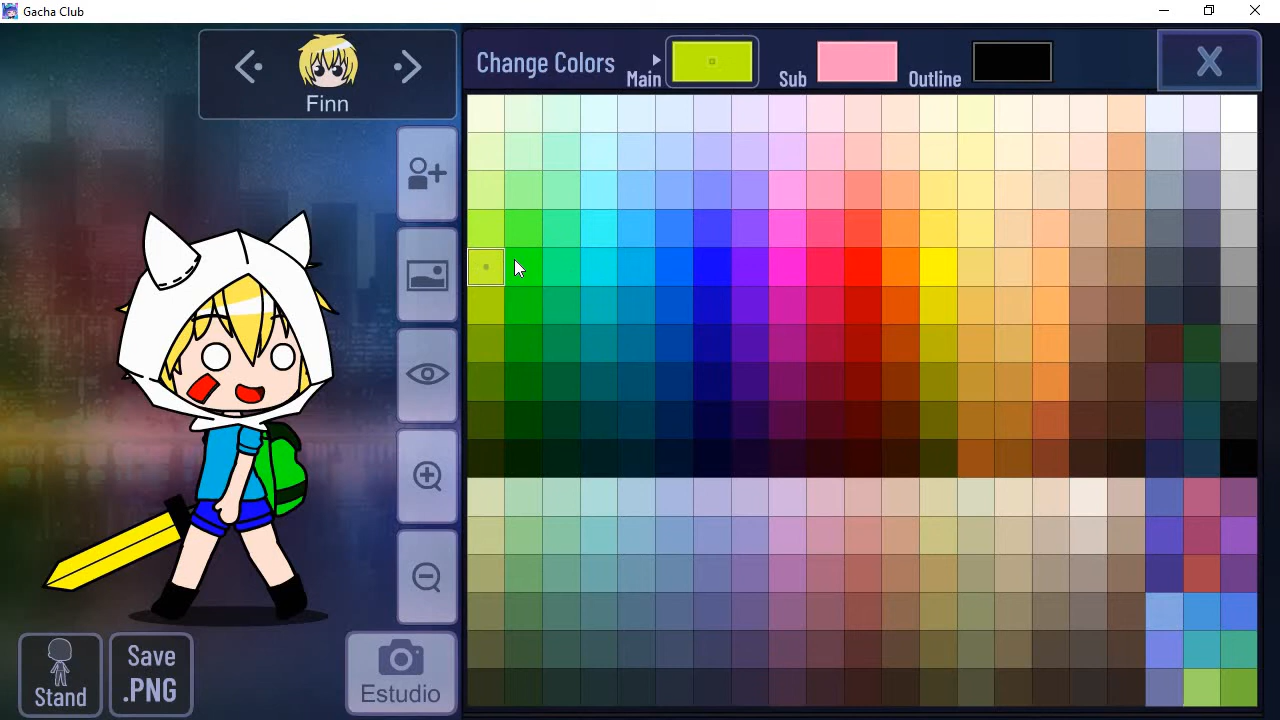 Gacha Club
Finn
Change Colors
Main
Sub
Outline
X
Stand
Save
.PNG
Estudio